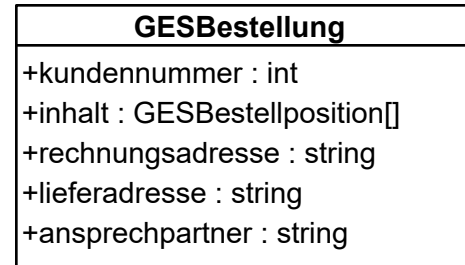 GESBestellung
+kundennummer : int
+inhalt : GESBestellposition[]
+rechnungsadresse : string
+lieferadresse : string
+ansprechpartner : string